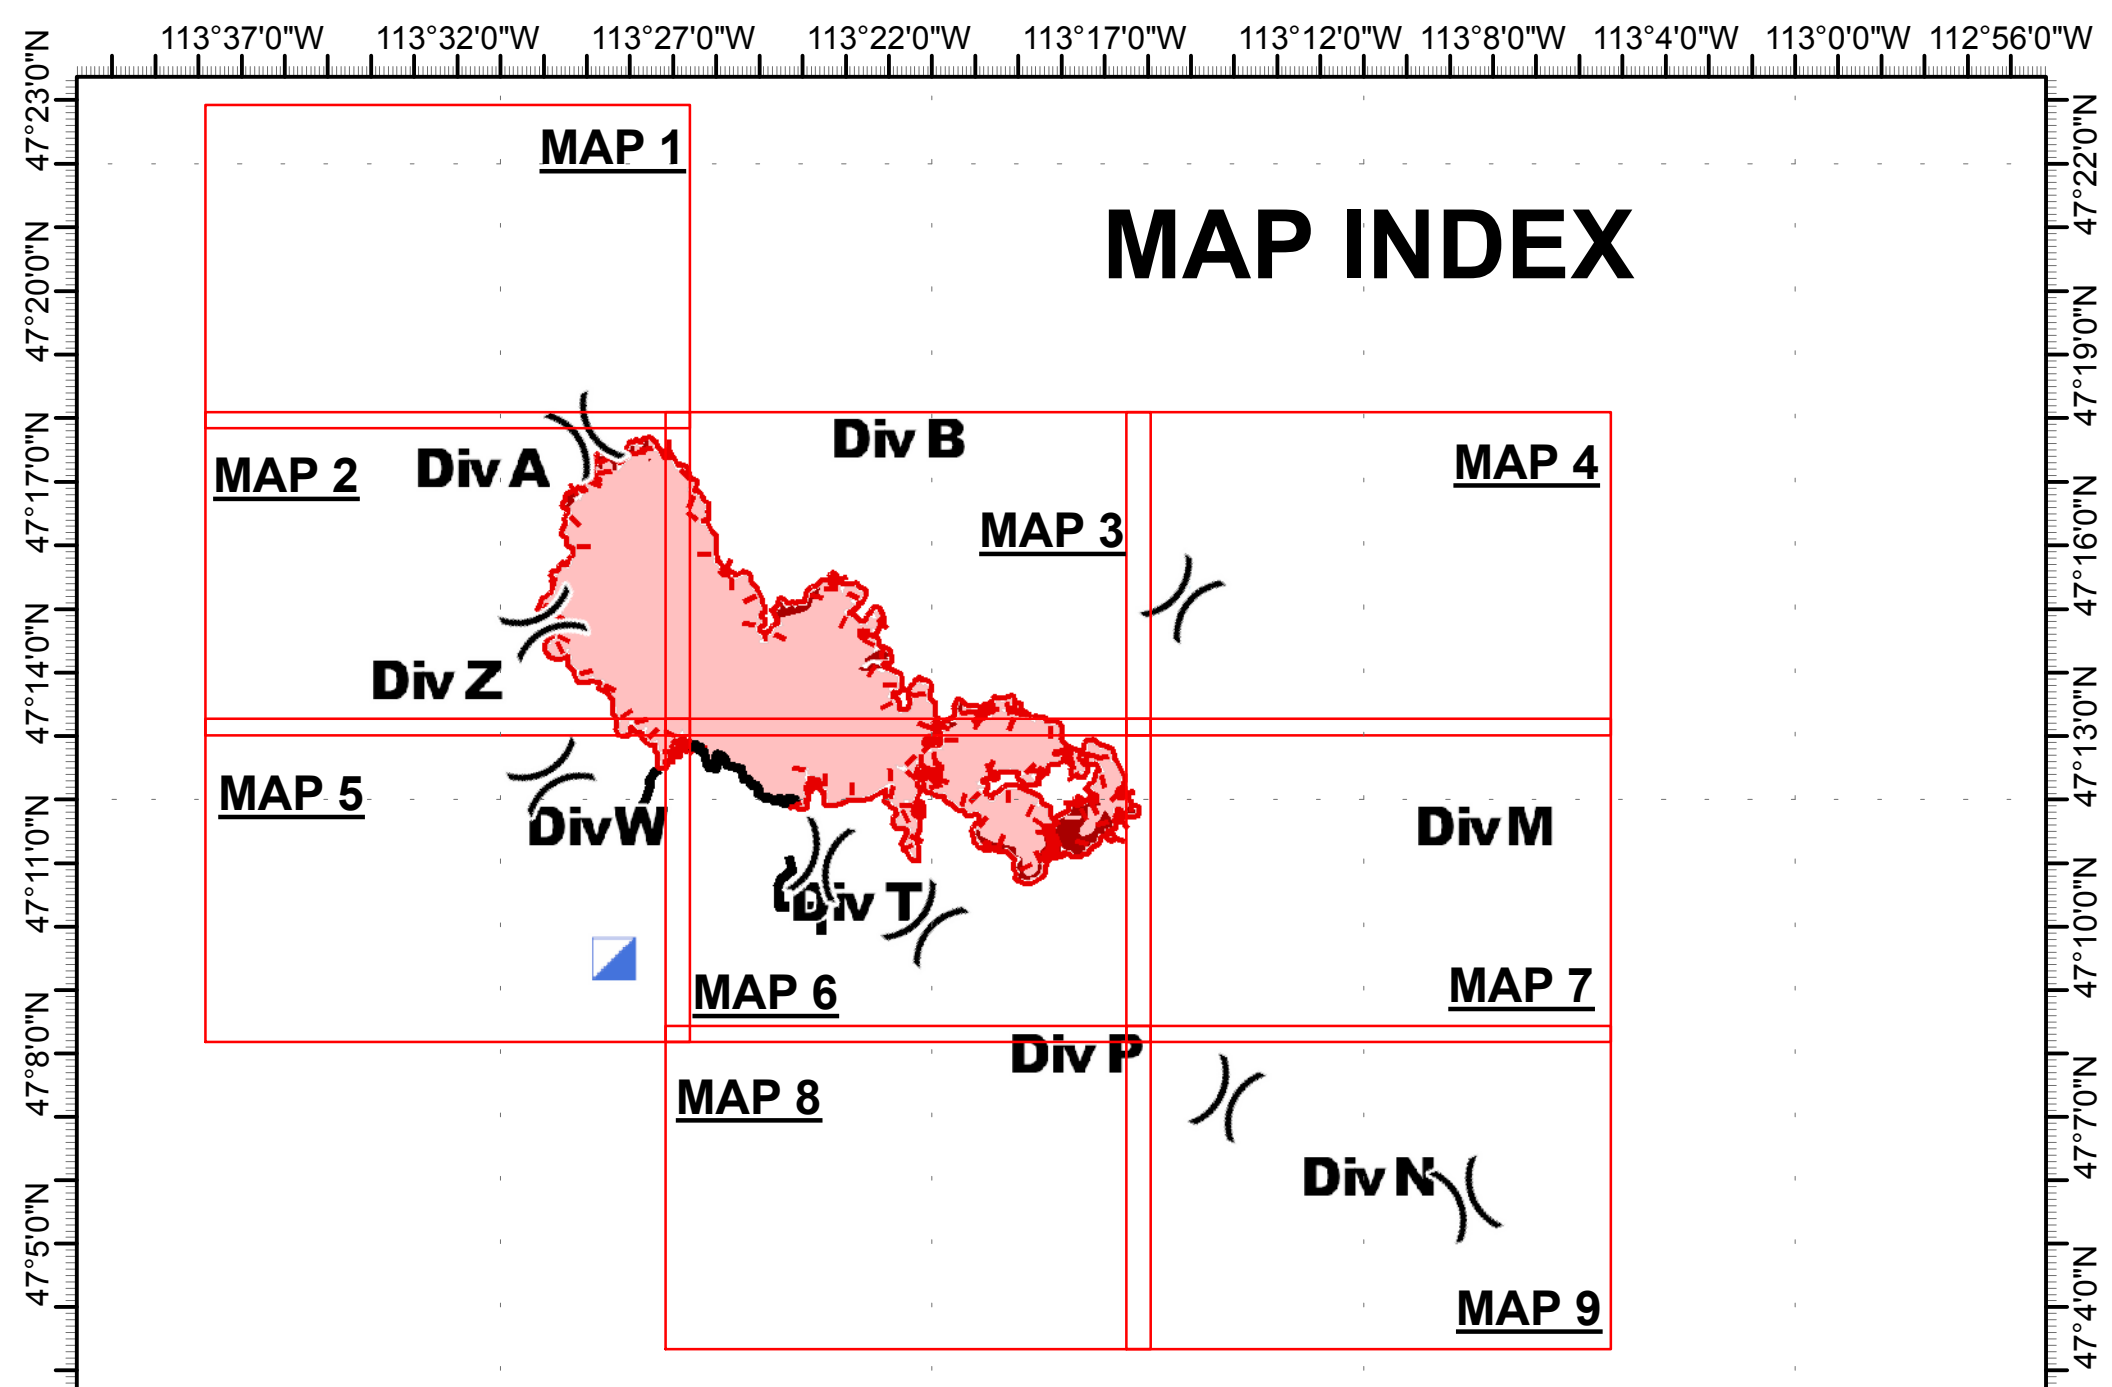 113°37'0"W 113°32'0"W 113°27'0"W 113°22'0"W 113°17'0"W 113°12'0"W 113°8'0"W 113°4'0"W 113°0'0"W 112°56'0"W
47°23'0"N
47°20'0"N
47°17'0"N
47°14'0"N
47°11'0"N
47°8'0"N
47°5'0"N
MAP 1
MAP INDEX
Div B
Div A
MAP 2
MAP 4
MAP 3
Div Z
MAP 5
Div W
Div M
Div T
MAP 6
MAP 7
Div P
MAP 8
Div N
MAP 9
47°22'0"N
47°19'0"N
47°16'0"N
47°13'0"N
47°10'0"N
47°7'0"N
47°4'0"N